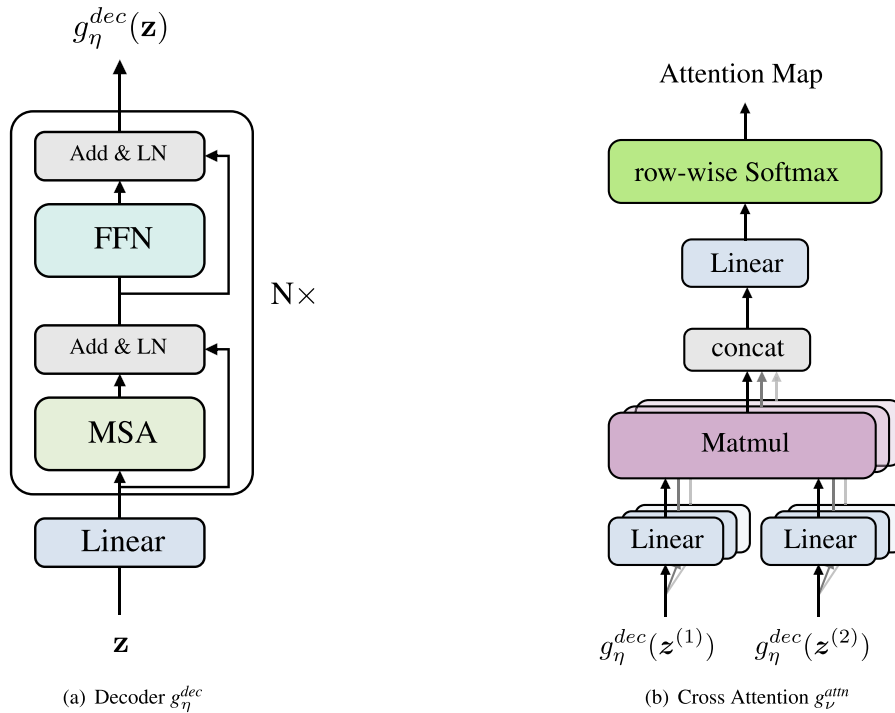 g_η^{dec}(𝐳)
Add & LN
FFN
N×
Add & LN
MSA
Linear
𝐳
(a) Decoder g_η^{dec}
Attention Map
row-wise Softmax
Linear
concat
Matmul
Linear Linear
g_η^{dec}(𝒛^{(1)}) g_η^{dec}(𝒛^{(2)})
(b) Cross Attention g_ν^{attn}